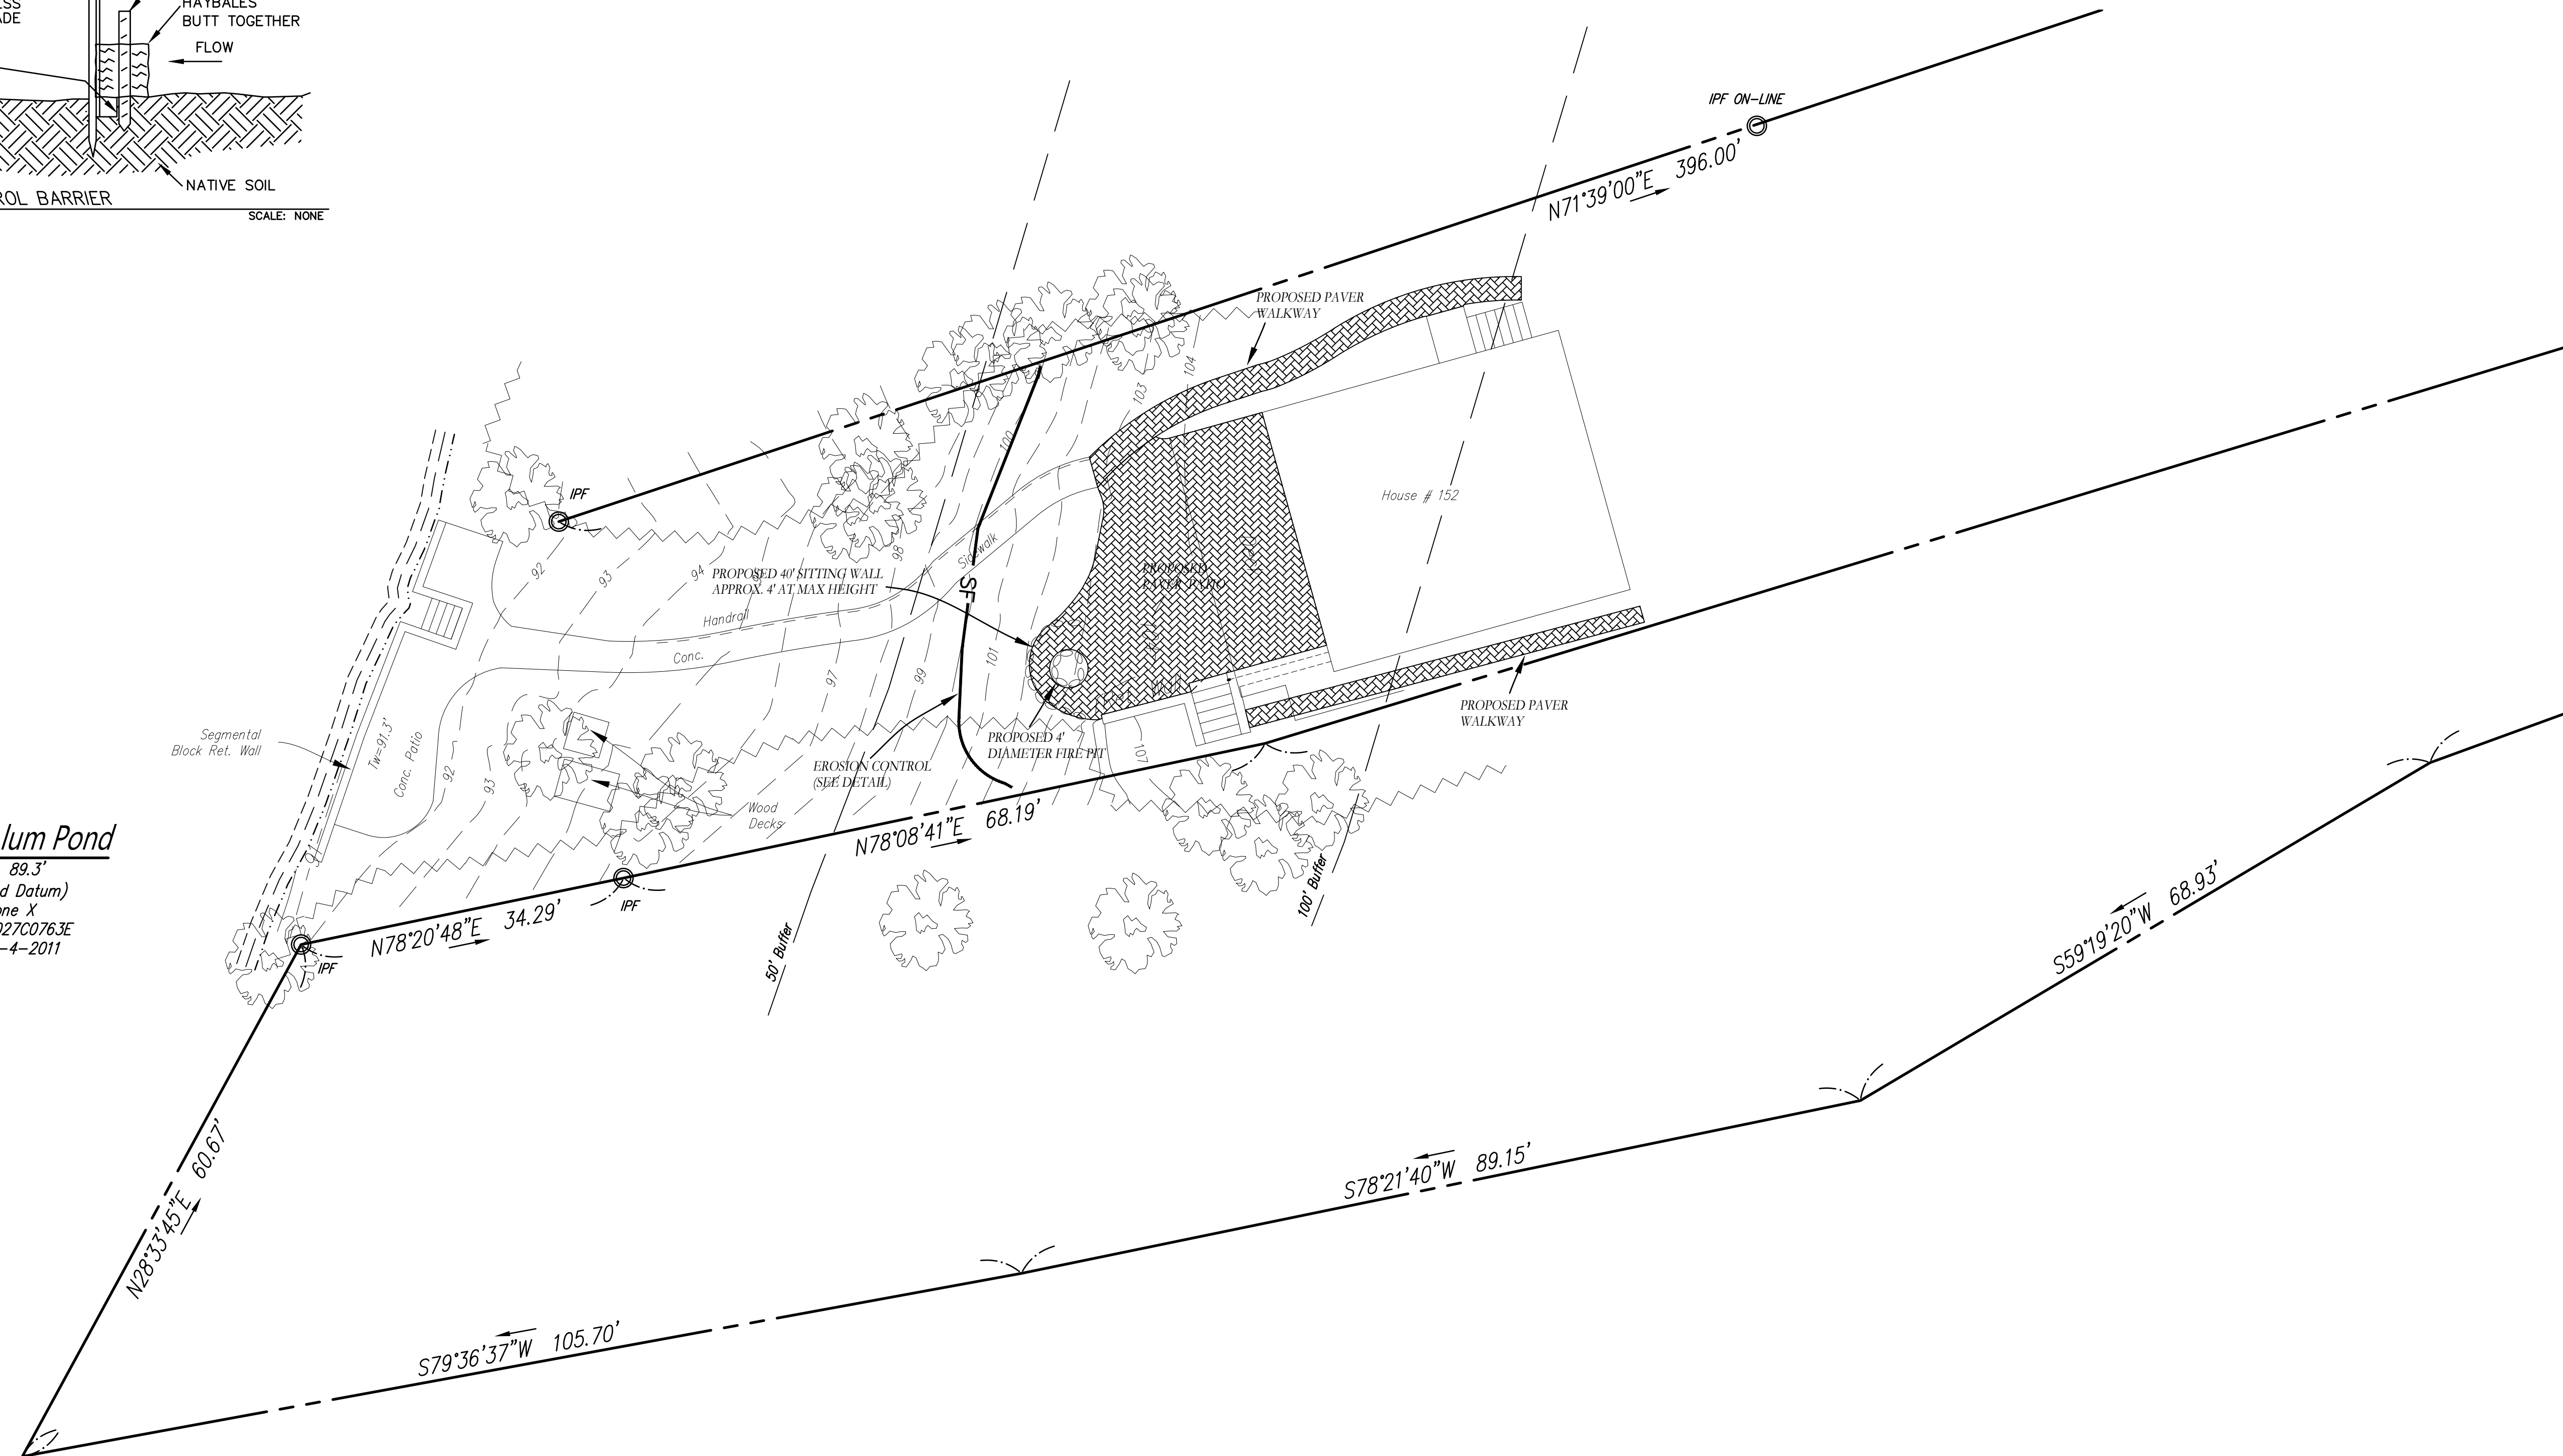 HAYBALES
BUTT TOGETHER
FLOW
NATIVE SOIL
ROL BARRIER
SCALE: NONE
IPF ON-LINE
N71°39'00"E 396.00'
PROPOSED PAVER
WALKWAY
104
103
100
IPF
House # 152
98
92
93
94
Sidewalk
PROPOSED 40' SITTING WALL
APPROX. 4' AT MAX HEIGHT
PROPOSED
PAVER PATIO
SF
Handrail
Conc.
101
99
97
PROPOSED PAVER
WALKWAY
Segmental
Block Ret. Wall
Tw=91.3'
Conc. Patio
92
93
PROPOSED 4'
DIAMETER FIRE PIT
107
EROSION CONTROL
(SEE DETAIL)
Wood
Decks
N78°08'41"E 68.19'
91
lum Pond
89.3'
d Datum)
one X
027C0763E
-4-2011
IPF
N78°20'48"E 34.29'
IPF
50' Buffer
100' Buffer
S59°19'20"W 68.93'
N28°33'45"E 60.67'
S78°21'40"W 89.15'
S79°36'37"W 105.70'